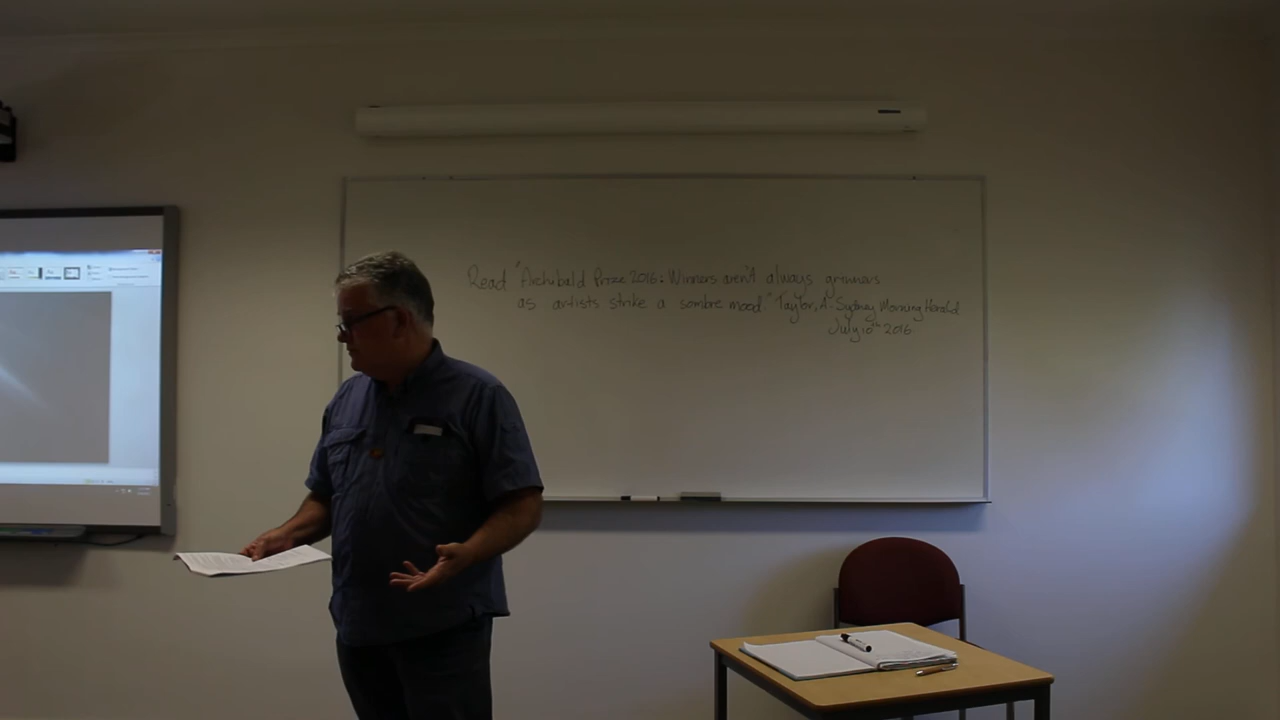 Read "Archibald Prize 2016: Winners aren't always grinners
as artists strike a sombre mood." Taylor, A. Sydney Morning Herald
July 10th 2016